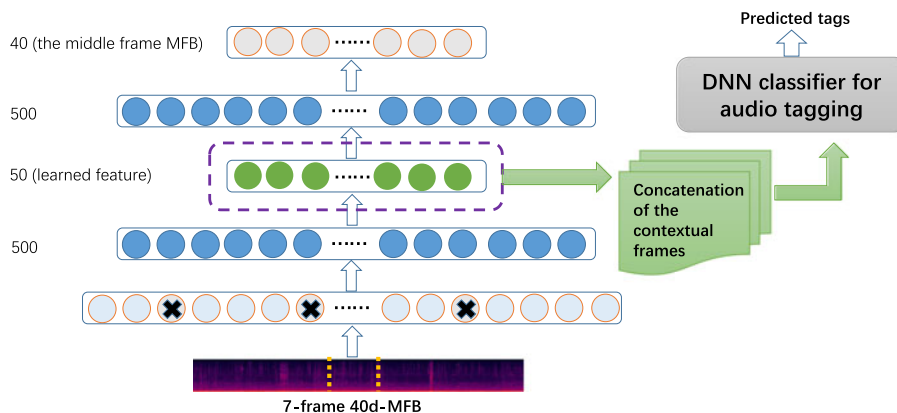 Predicted tags
40 (the middle frame MFB)
DNN classifier for
audio tagging
500
50 (learned feature)
Concatenation
of the
contextual
frames
500
7-frame 40d-MFB